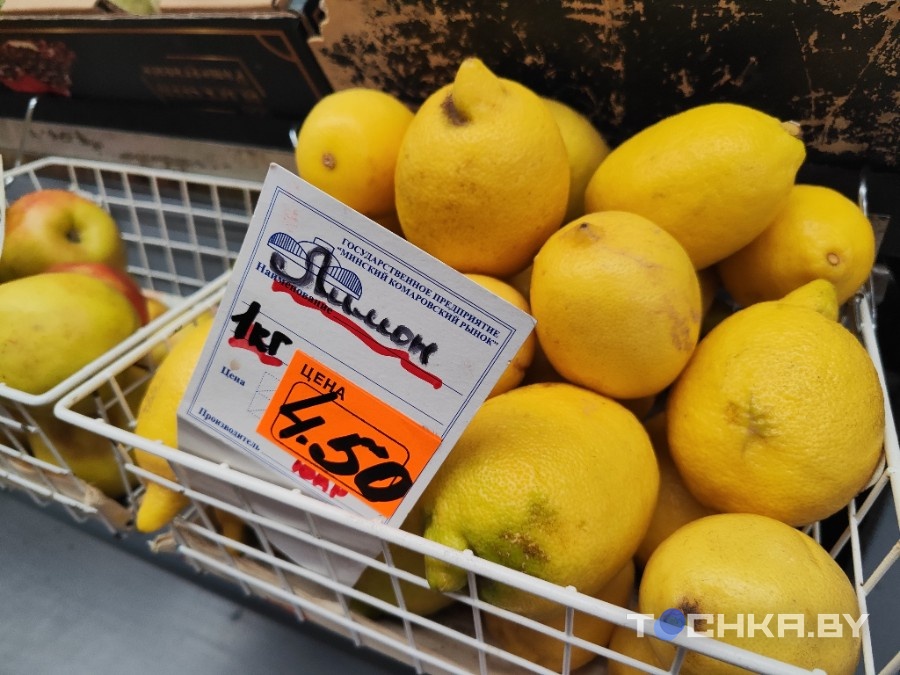 ГОСУДАРСТВЕННОЕ ПРЕДПРИЯТИЕ
"МИНСКИЙ КОМАРОВСКИЙ РЫНОК"
Наименование
Лимон
1кг
Цена
ЦЕНА
4.50
Производитель
ЮАР
TOCHKA.BY